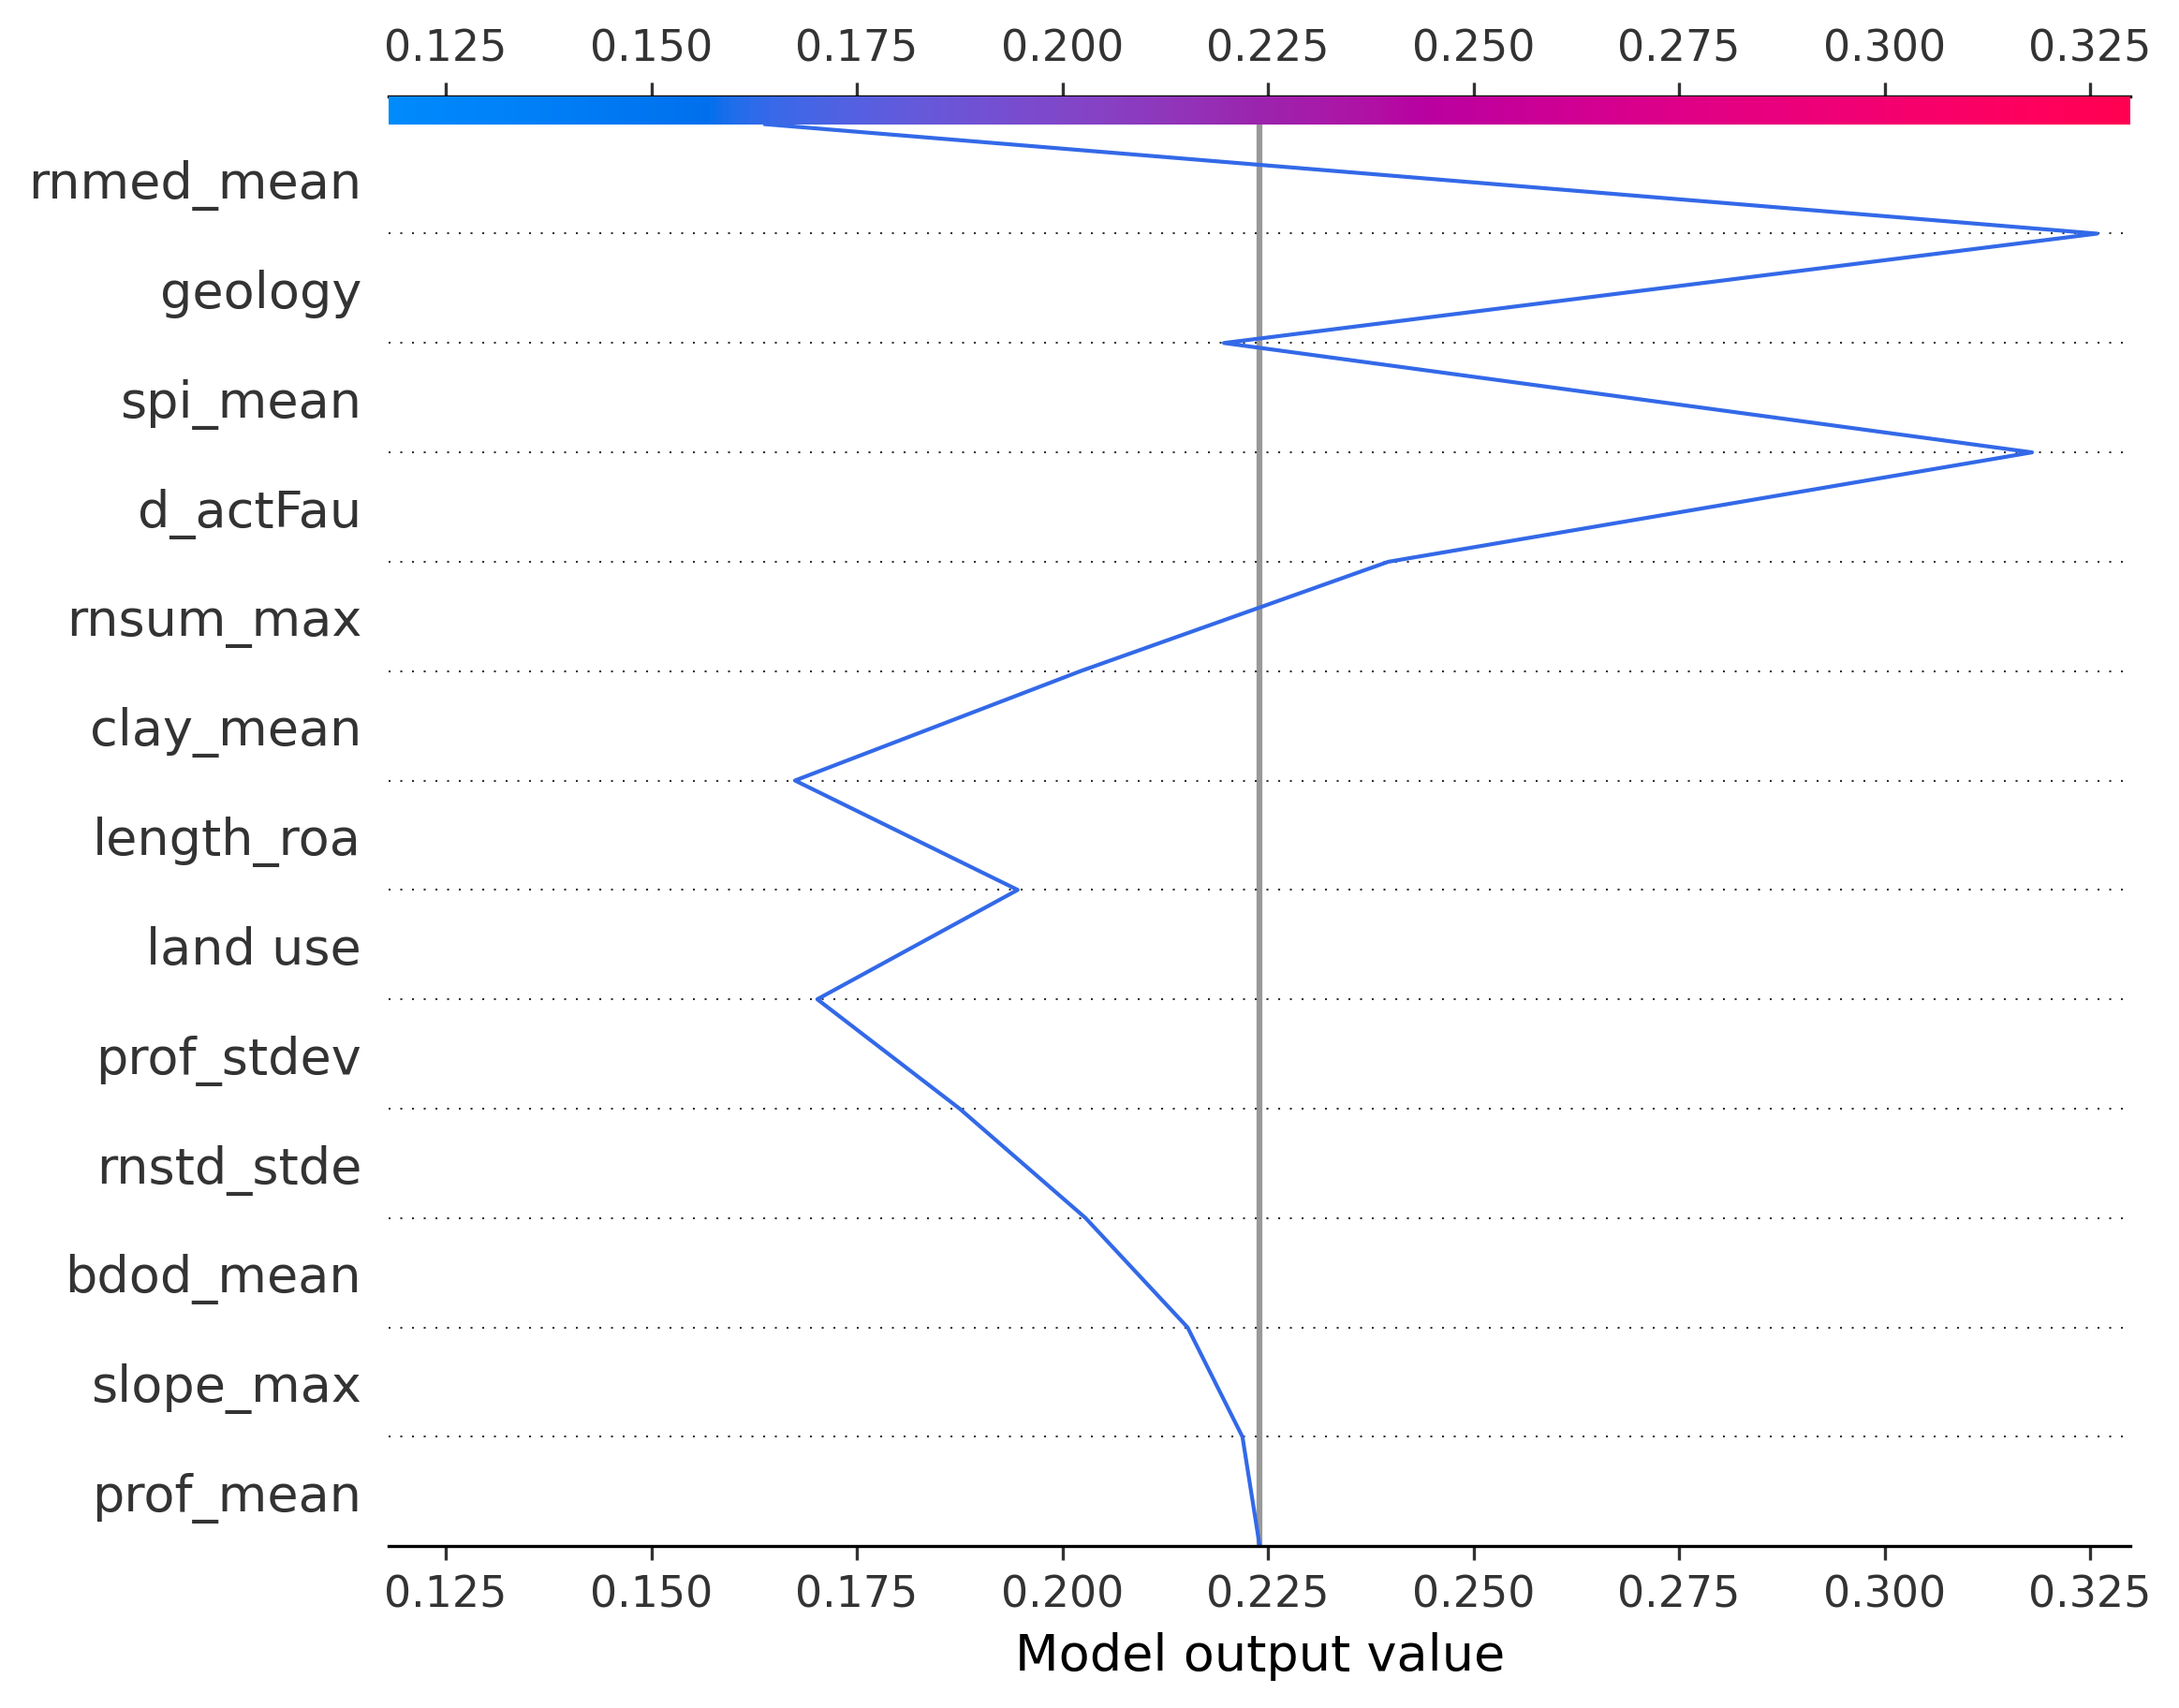 0.125 0.150 0.175 0.200 0.225 0.250 0.275 0.300 0.325
rnmed_mean
geology
spi_mean
d_actFau
rnsum_max
clay_mean
length_roa
land use
prof_stdev
rnstd_stde
bdod_mean
slope_max
prof_mean
0.125 0.150 0.175 0.200 0.225 0.250 0.275 0.300 0.325
Model output value